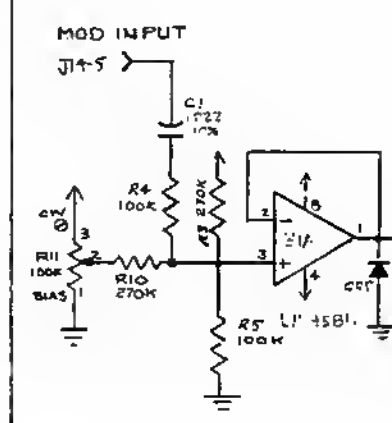 MOD INPUT
J14-5
C1
10%
R4
100K
R3 270K
CW
3
R11
100K
2
BIAS
1
R10
270K
2
8
1
3
4
R5
100K